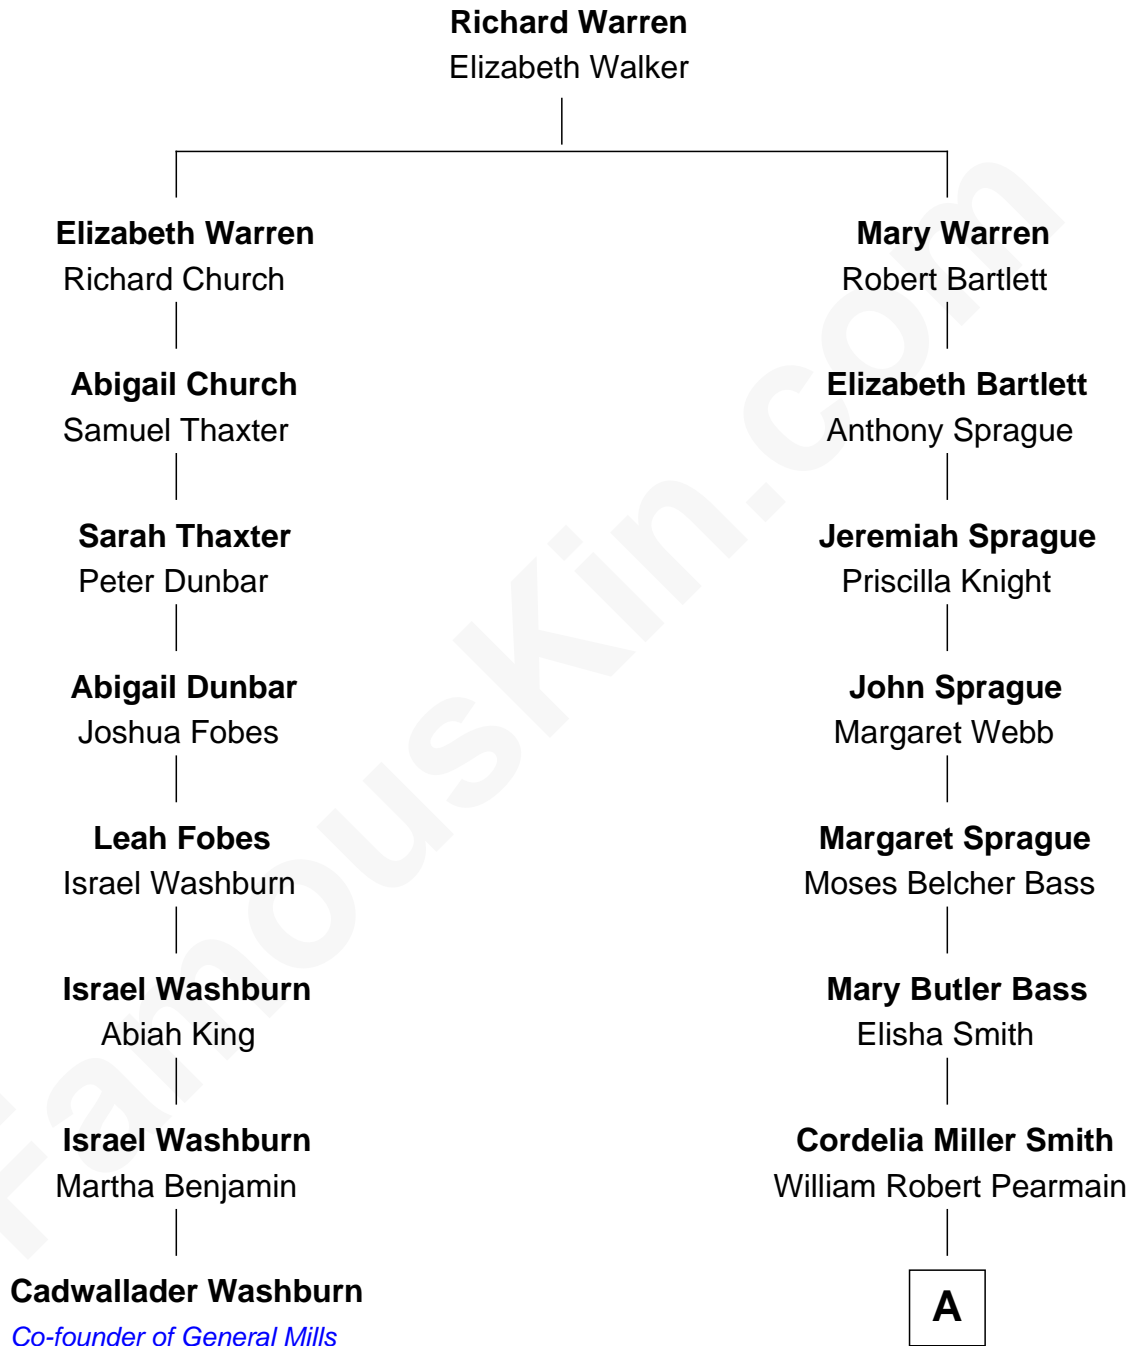 Richard Warren
Elizabeth Walker
Elizabeth Warren
Richard Church
Mary Warren
Robert Bartlett
Abigail Church
Samuel Thaxter
Elizabeth Bartlett
Anthony Sprague
Sarah Thaxter
Peter Dunbar
Jeremiah Sprague
Priscilla Knight
Abigail Dunbar
Joshua Fobes
John Sprague
Margaret Webb
Leah Fobes
Israel Washburn
Margaret Sprague
Moses Belcher Bass
Israel Washburn
Abiah King
Mary Butler Bass
Elisha Smith
Israel Washburn
Martha Benjamin
Cordelia Miller Smith
William Robert Pearmain
Cadwallader Washburn
Co-founder of General Mills
A
FamousKin.com